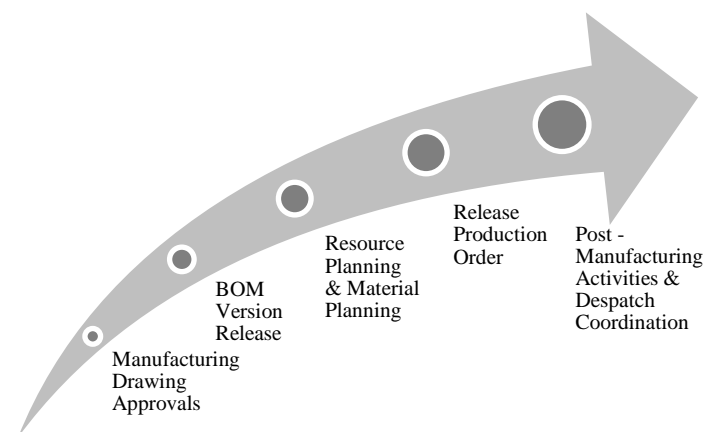 Manufacturing
Drawing
Approvals
BOM
Version
Release
Resource
Planning
& Material
Planning
Release
Production
Order
Post -
Manufacturing
Activities &
Despatch
Coordination